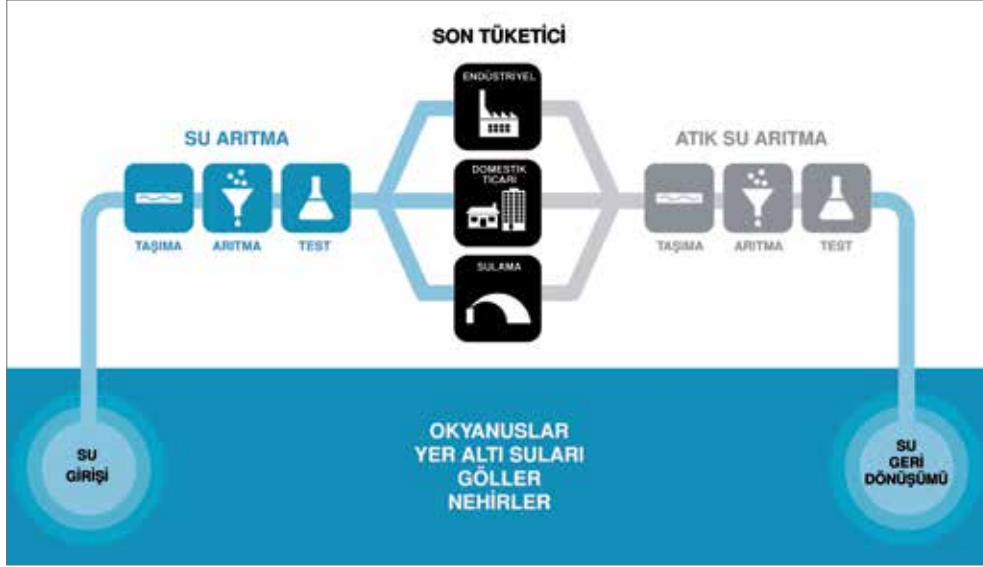 SON TÜKETİCİ
ENDÜSTRİYEL
SU ARITMA
TAŞIMA
ARITMA
TEST
DOMESTİK
TİCARİ
SULAMA
ATIK SU ARITMA
TAŞIMA
ARITMA
TEST
SU
GİRİŞİ
OKYANUSLAR
YER ALTI SULARI
GÖLLER
NEHİRLER
SU
GERİ
DÖNÜŞÜMÜ